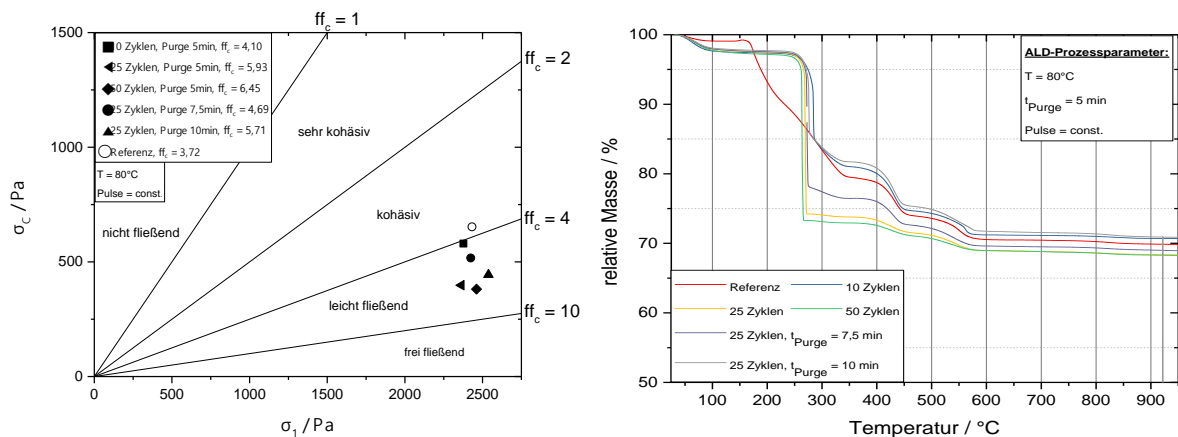 ff_c = 1
1500
1000
500
0
0 500 1000 1500 2000 2500
σ_C / Pa
σ_1 / Pa
0 Zyklen, Purge 5min, ff_c = 4,10
25 Zyklen, Purge 5min, ff_c = 5,93
50 Zyklen, Purge 5min, ff_c = 6,45
25 Zyklen, Purge 7,5min, ff_c = 4,69
25 Zyklen, Purge 10min, ff_c = 5,71
Referenz, ff_c = 3,72
T = 80°C
Pulse = const.
ff_c = 2
ff_c = 4
ff_c = 10
sehr kohäsiv
kohäsiv
nicht fließend
leicht fließend
frei fließend
100
90
80
70
60
50
100 200 300 400 500 600 700 800 900
relative Masse / %
Temperatur / °C
ALD-Prozessparameter:
T = 80°C
t_Purge = 5 min
Pulse = const.
Referenz
10 Zyklen
25 Zyklen
50 Zyklen
25 Zyklen, t_Purge = 7,5 min
25 Zyklen, t_Purge = 10 min